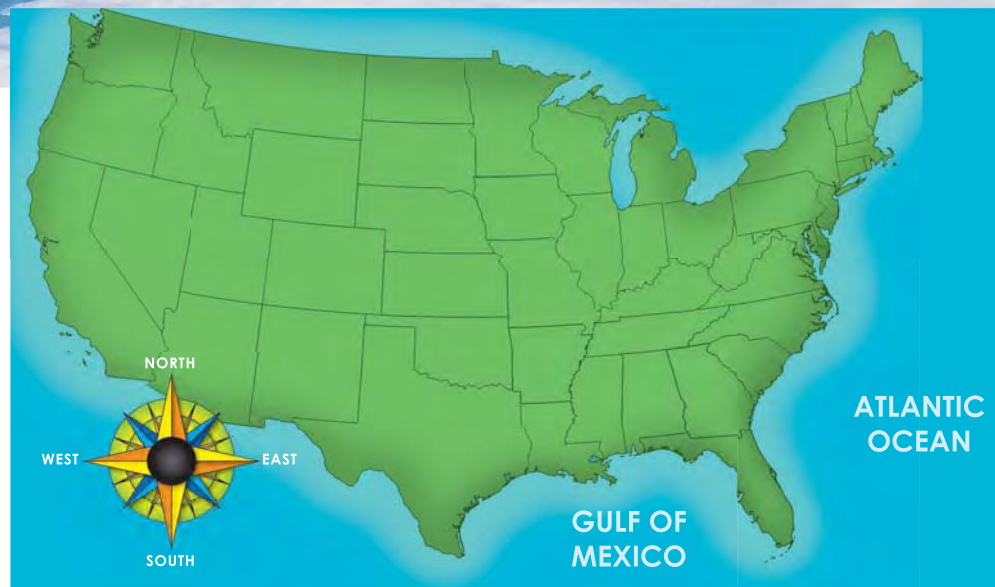 NORTH
WEST
EAST
SOUTH
GULF OF
MEXICO
ATLANTIC
OCEAN